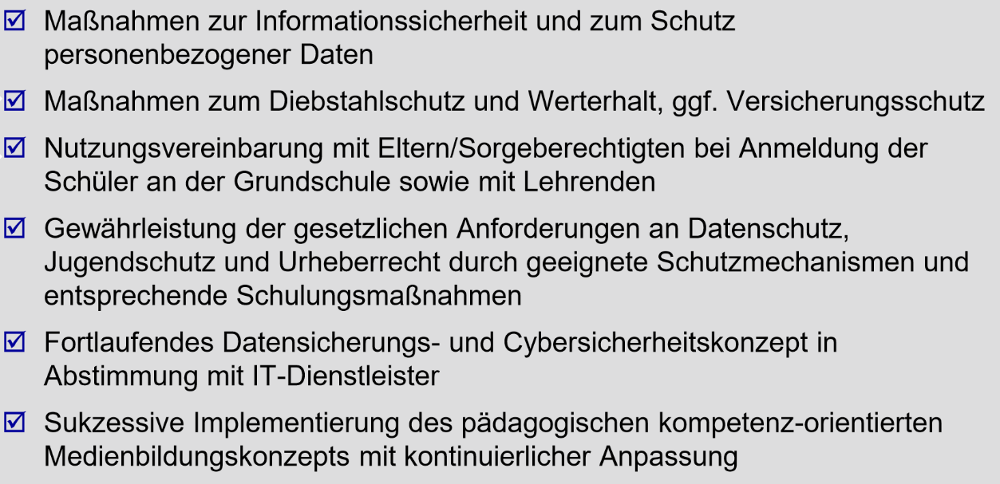 Maßnahmen zur Informationssicherheit und zum Schutz
personenbezogener Daten
Maßnahmen zum Diebstahlschutz und Werterhalt, ggf. Versicherungsschutz
Nutzungsvereinbarung mit Eltern/Sorgeberechtigten bei Anmeldung der
Schüler an der Grundschule sowie mit Lehrenden
Gewährleistung der gesetzlichen Anforderungen an Datenschutz,
Jugendschutz und Urheberrecht durch geeignete Schutzmechanismen und
entsprechende Schulungsmaßnahmen
Fortlaufendes Datensicherungs- und Cybersicherheitskonzept in
Abstimmung mit IT-Dienstleister
Sukzessive Implementierung des pädagogischen kompetenz-orientierten
Medienbildungskonzepts mit kontinuierlicher Anpassung